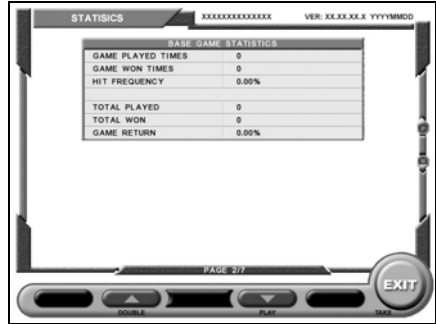 STATISICS XXXXXXXXXXXXXX VER: XX.XX.XX.X YYYYMMDD
BASE GAME STATISTICS
GAME PLAYED TIMES 0
GAME WON TIMES 0
HIT FREQUENCY 0.00%
TOTAL PLAYED 0
TOTAL WON 0
GAME RETURN 0.00%
PAGE 2/7
EXIT
DOUBLE PLAY TAKE